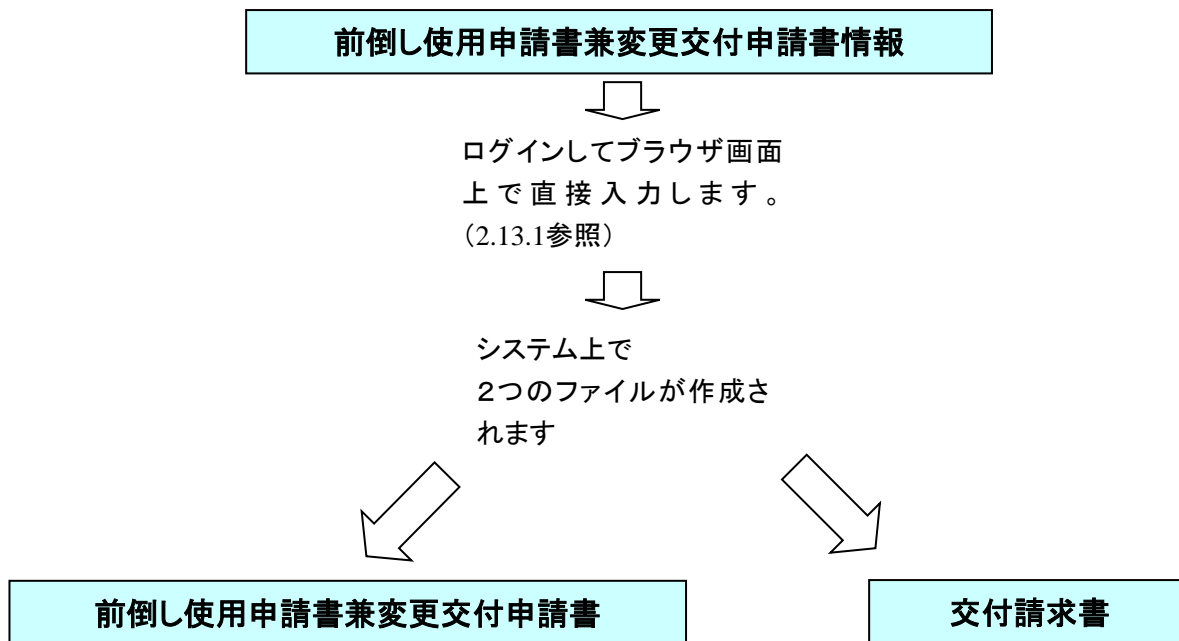 前倒し使用申請書兼変更交付申請書情報
ログインしてブラウザ画面
上で直接入力します。
（2.13.1参照）
システム上で
２つのファイルが作成さ
れます
前倒し使用申請書兼変更交付申請書
交付請求書